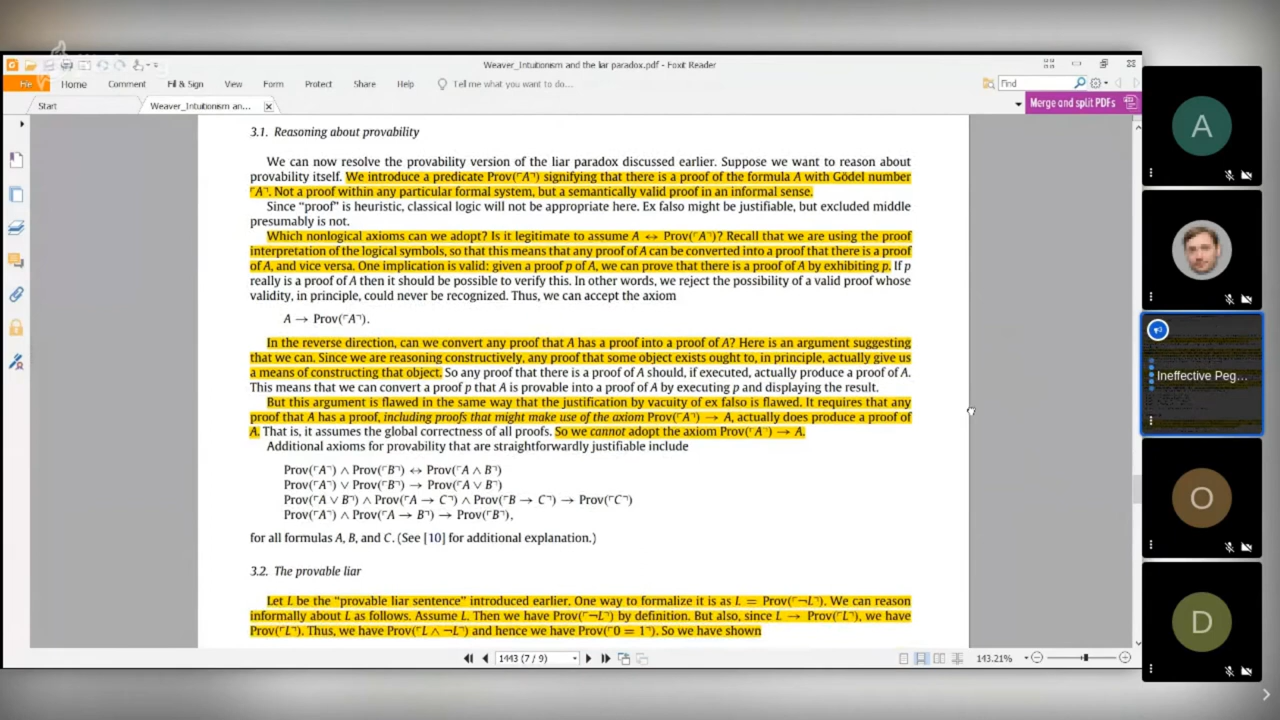 Weaver_Intutionism and the liar paradox.pdf - Foxit Reader
File
Home
Comment
Fill & Sign
View
Form
Protect
Share
Help
Tell me what you want to do...
Find
Start
Weaver_Intutionism an...
Merge and split PDFs
3.1. Reasoning about provability
We can now resolve the provability version of the liar paradox discussed earlier. Suppose we want to reason about
provability itself. We introduce a predicate Prov(⌜A⌝) signifying that there is a proof of the formula A with Gödel number
⌜A⌝. Not a proof within any particular formal system, but a semantically valid proof in an informal sense.
Since “proof” is heuristic, classical logic will not be appropriate here. Ex falso might be justifiable, but excluded middle
presumably is not.
Which nonlogical axioms can we adopt? Is it legitimate to assume A ↔ Prov(⌜A⌝)? Recall that we are using the proof
interpretation of the logical symbols, so that this means that any proof of A can be converted into a proof that there is a proof
of A, and vice versa. One implication is valid: given a proof p of A, we can prove that there is a proof of A by exhibiting p. If p
really is a proof of A then it should be possible to verify this. In other words, we reject the possibility of a valid proof whose
validity, in principle, could never be recognized. Thus, we can accept the axiom
A → Prov(⌜A⌝).
In the reverse direction, can we convert any proof that A has a proof into a proof of A? Here is an argument suggesting
that we can. Since we are reasoning constructively, any proof that some object exists ought to, in principle, actually give us
a means of constructing that object. So any proof that there is a proof of A should, if executed, actually produce a proof of A.
This means that we can convert a proof p that A is provable into a proof of A by executing p and displaying the result.
But this argument is flawed in the same way that the justification by vacuity of ex falso is flawed. It requires that any
proof that A has a proof, including proofs that might make use of the axiom Prov(⌜A⌝) → A, actually does produce a proof of
A. That is, it assumes the global correctness of all proofs. So we cannot adopt the axiom Prov(⌜A⌝) → A.
Additional axioms for provability that are straightforwardly justifiable include
Prov(⌜A⌝) ∧ Prov(⌜B⌝) ↔ Prov(⌜A ∧ B⌝)
Prov(⌜A⌝) ∨ Prov(⌜B⌝) → Prov(⌜A ∨ B⌝)
Prov(⌜A ∨ B⌝) ∧ Prov(⌜A → C⌝) ∧ Prov(⌜B → C⌝) → Prov(⌜C⌝)
Prov(⌜A⌝) ∧ Prov(⌜A → B⌝) → Prov(⌜B⌝),
for all formulas A, B, and C. (See [10] for additional explanation.)
3.2. The provable liar
Let L be the “provable liar sentence” introduced earlier. One way to formalize it is as L = Prov(⌜¬L⌝). We can reason
informally about L as follows. Assume L. Then we have Prov(⌜¬L⌝) by definition. But also, since L → Prov(⌜L⌝), we have
Prov(⌜L⌝). Thus, we have Prov(⌜L ∧ ¬L⌝) and hence we have Prov(⌜0 = 1⌝). So we have shown
1443 (7 / 9)
143.21%
A
Ineffective Peg...
O
D